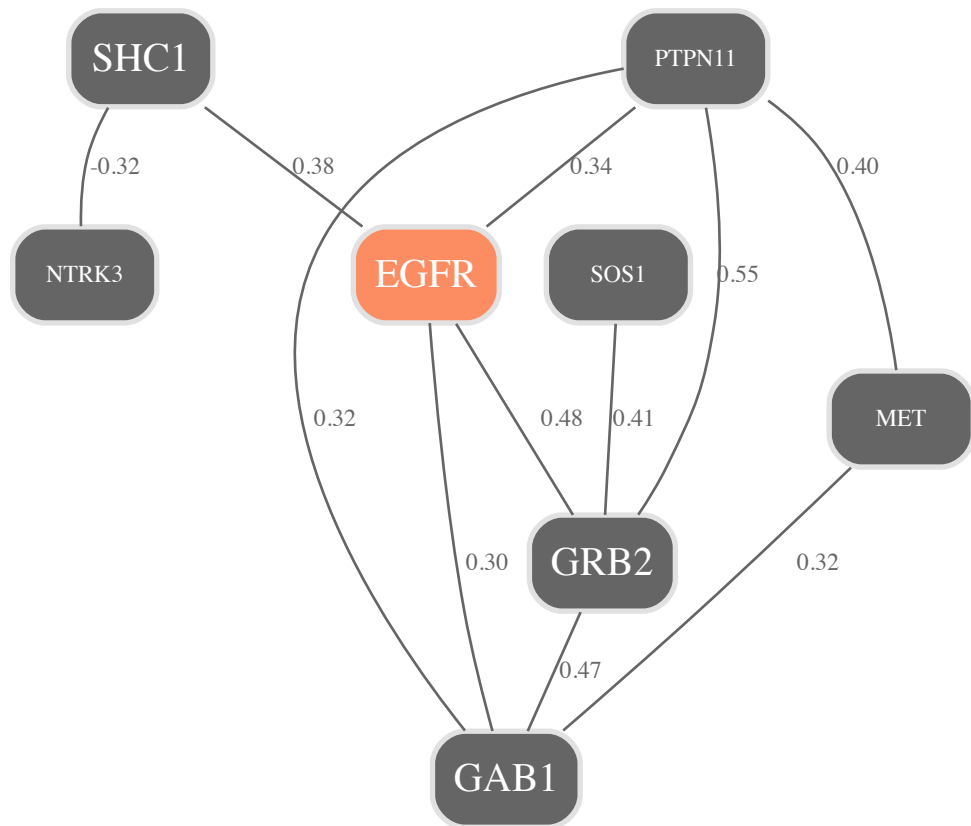 SHC1
PTPN11
-0.32
0.38
0.34
0.40
NTRK3
EGFR
SOS1
0.55
0.32
0.48
0.41
MET
0.30
GRB2
0.32
0.47
GAB1